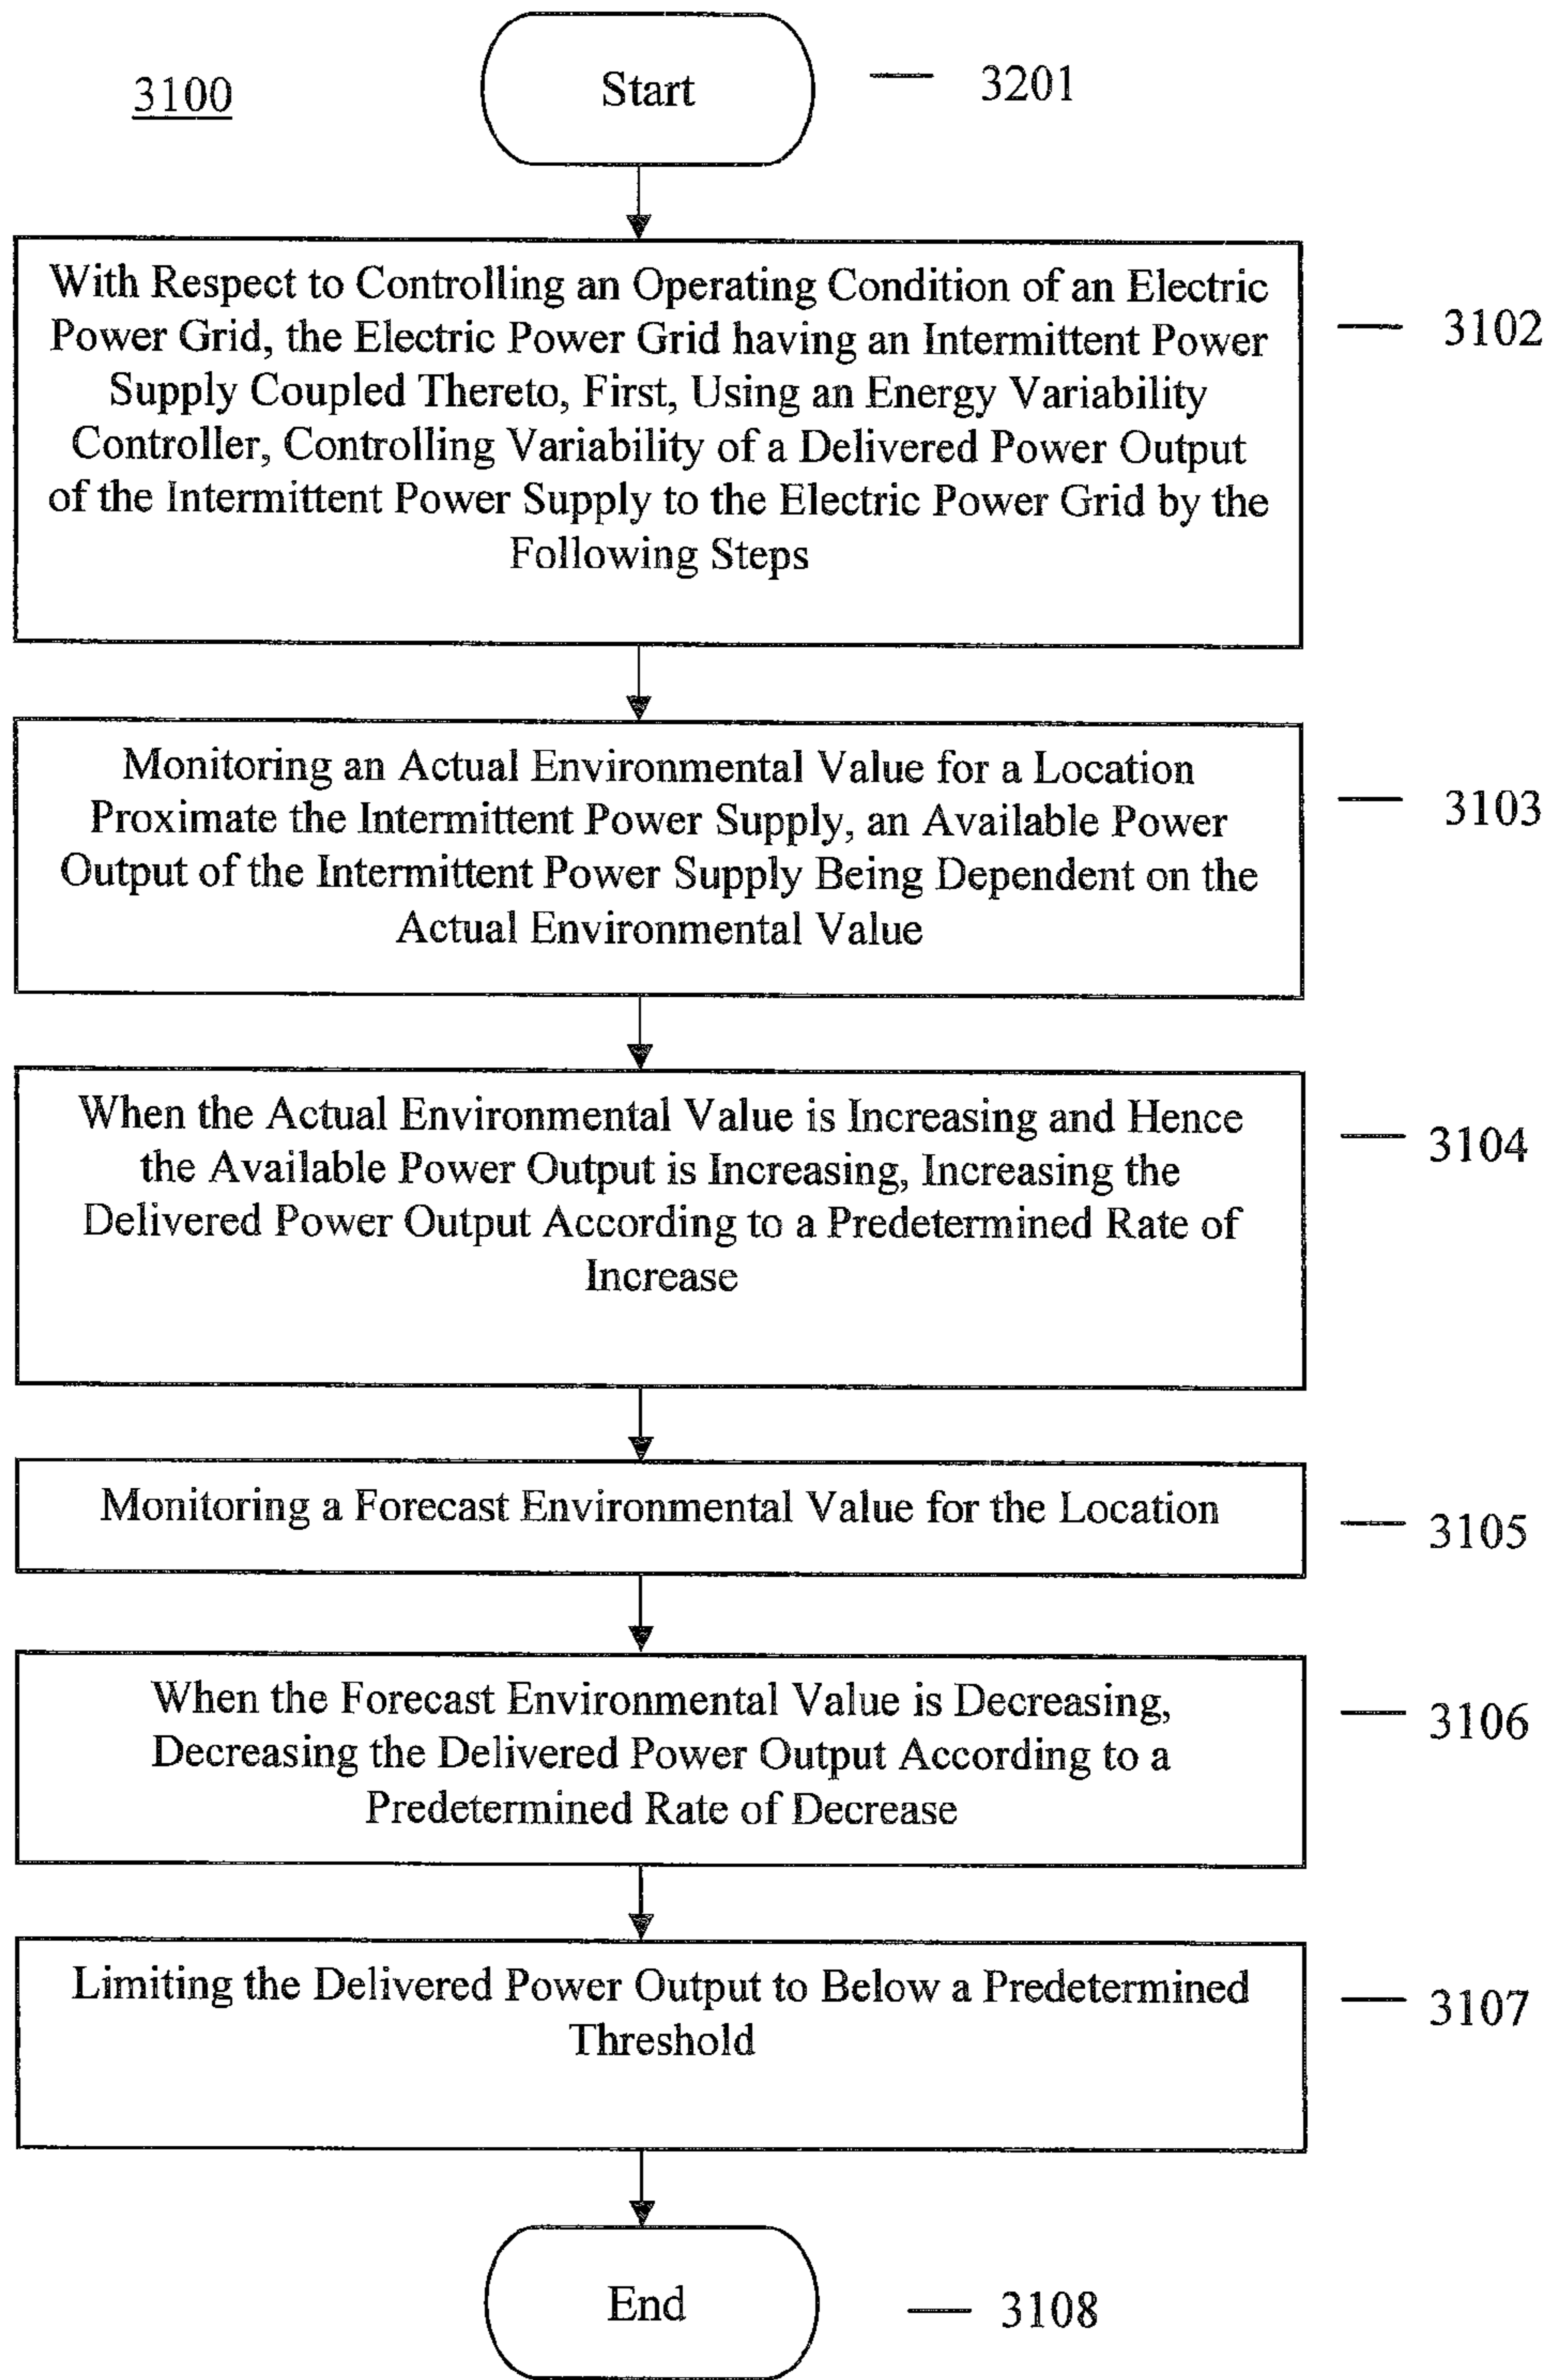 3100
Start
3201
With Respect to Controlling an Operating Condition of an Electric
Power Grid, the Electric Power Grid having an Intermittent Power
Supply Coupled Thereto, First, Using an Energy Variability
Controller, Controlling Variability of a Delivered Power Output
of the Intermittent Power Supply to the Electric Power Grid by the
Following Steps
3102
Monitoring an Actual Environmental Value for a Location
Proximate the Intermittent Power Supply, an Available Power
Output of the Intermittent Power Supply Being Dependent on the
Actual Environmental Value
3103
When the Actual Environmental Value is Increasing and Hence
the Available Power Output is Increasing, Increasing the
Delivered Power Output According to a Predetermined Rate of
Increase
3104
Monitoring a Forecast Environmental Value for the Location
3105
When the Forecast Environmental Value is Decreasing,
Decreasing the Delivered Power Output According to a
Predetermined Rate of Decrease
3106
Limiting the Delivered Power Output to Below a Predetermined
Threshold
3107
End
3108